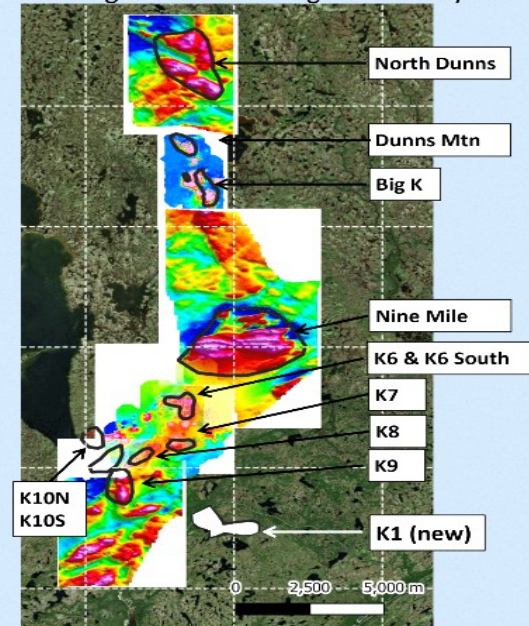 North Dunns
Dunns Mtn
Big K
Nine Mile
K6 & K6 South
K7
K8
K9
K10N
K10S
K1 (new)
0 2,500 5,000 m